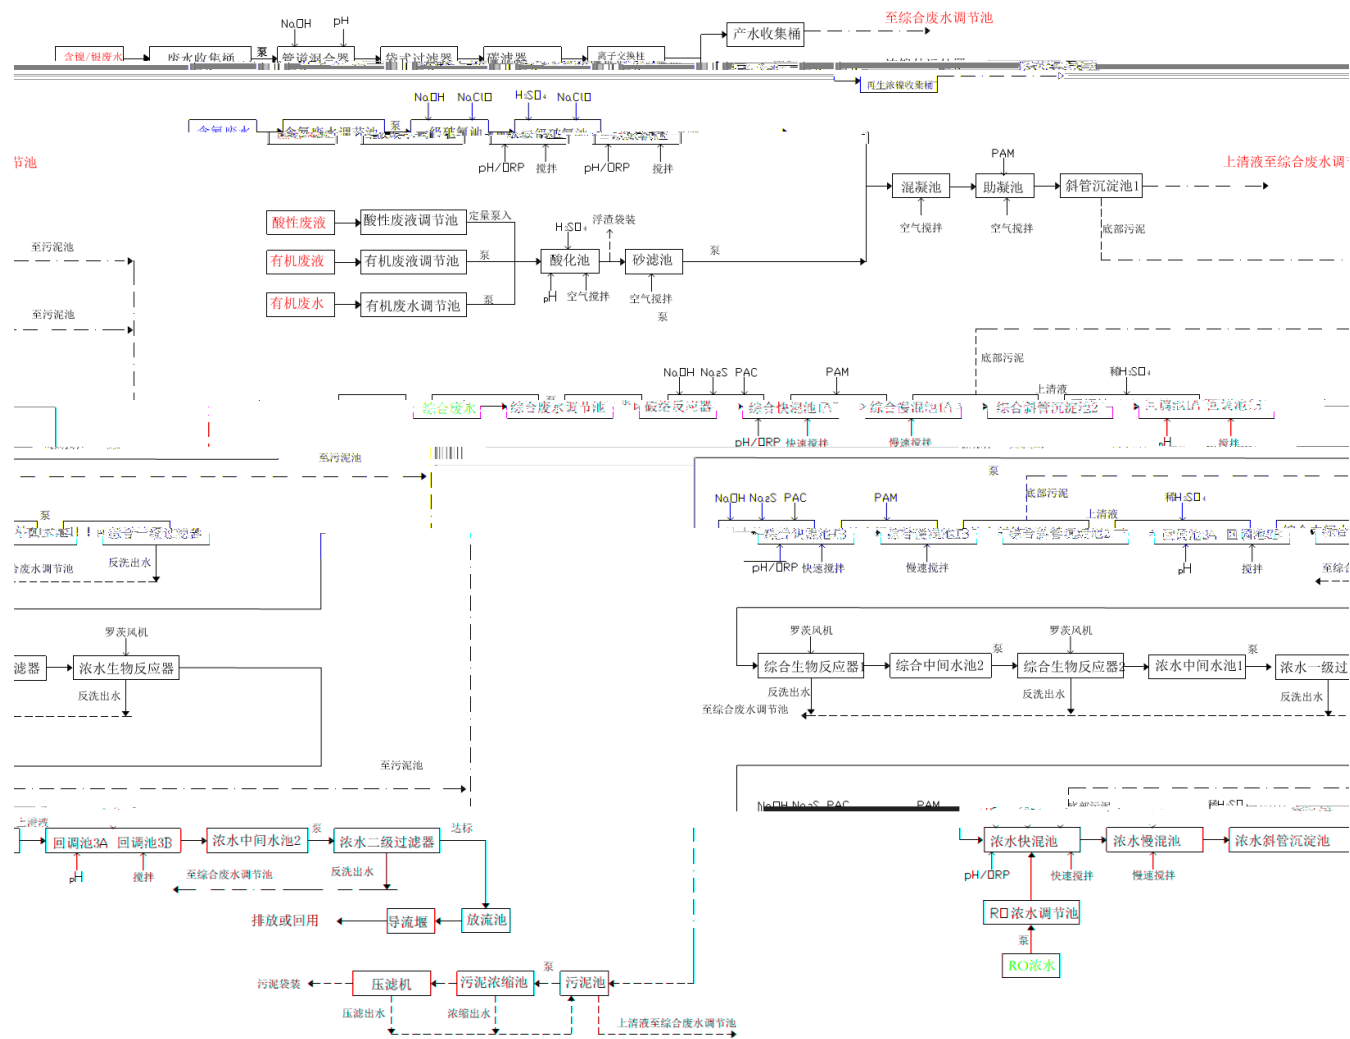 至综合废水调节池
NaOH
pH
泵
产水收集桶
含镍/银废水
废水收集桶
管道混合器
袋式过滤器
碳滤器
离子交换柱
再生浓镍收集桶
NaOH
NaClO
H₂SO₄
NaClO
含氰废水
含氰废水调节池
泵
pH/ORP
搅拌
pH/ORP
搅拌
PAM
节池
上清液至综合废水调节
混凝池
助凝池
斜管沉淀池1
酸性废液
酸性废液调节池
定量泵入
浮渣袋装
H₂SO₄
空气搅拌
空气搅拌
底部污泥
至污泥池
有机废液
有机废液调节池
泵
酸化池
砂滤池
泵
pH
空气搅拌
空气搅拌
有机废水
有机废水调节池
泵
至污泥池
泵
底部污泥
NaOH
Na₂S
PAC
PAM
稀H₂SO₄
上清液
综合废水
综合废水调节池
破络反应器
综合快混池1A
综合慢混池1A
综合斜管沉淀池2
pH/ORP
快速搅拌
慢速搅拌
pH
搅拌
至污泥池
泵
底部污泥
NaOH
Na₂S
PAC
PAM
稀H₂SO₄
上清液
泵
综合一级过滤器
回调池3A
反洗出水
合废水调节池
pH/ORP
快速搅拌
慢速搅拌
pH
搅拌
至综合
罗茨风机
罗茨风机
罗茨风机
滤器
浓水生物反应器
综合生物反应器1
综合中间水池2
综合生物反应器2
泵
浓水中间水池1
泵
浓水一级过
反洗出水
反洗出水
反洗出水
反洗出水
至综合废水调节池
至污泥池
NaOH
Na₂S
PAC
PAM
上清液
回调池3A
回调池3B
浓水中间水池2
泵
浓水二级过滤器
达标
浓水快混池
浓水慢混池
浓水斜管沉淀池
pH
搅拌
至综合废水调节池
反洗出水
pH/ORP
快速搅拌
慢速搅拌
排放或回用
导流堰
放流池
RO浓水调节池
泵
RO浓水
污泥袋装
压滤机
污泥浓缩池
泵
污泥池
压滤出水
浓缩出水
上清液至综合废水调节池